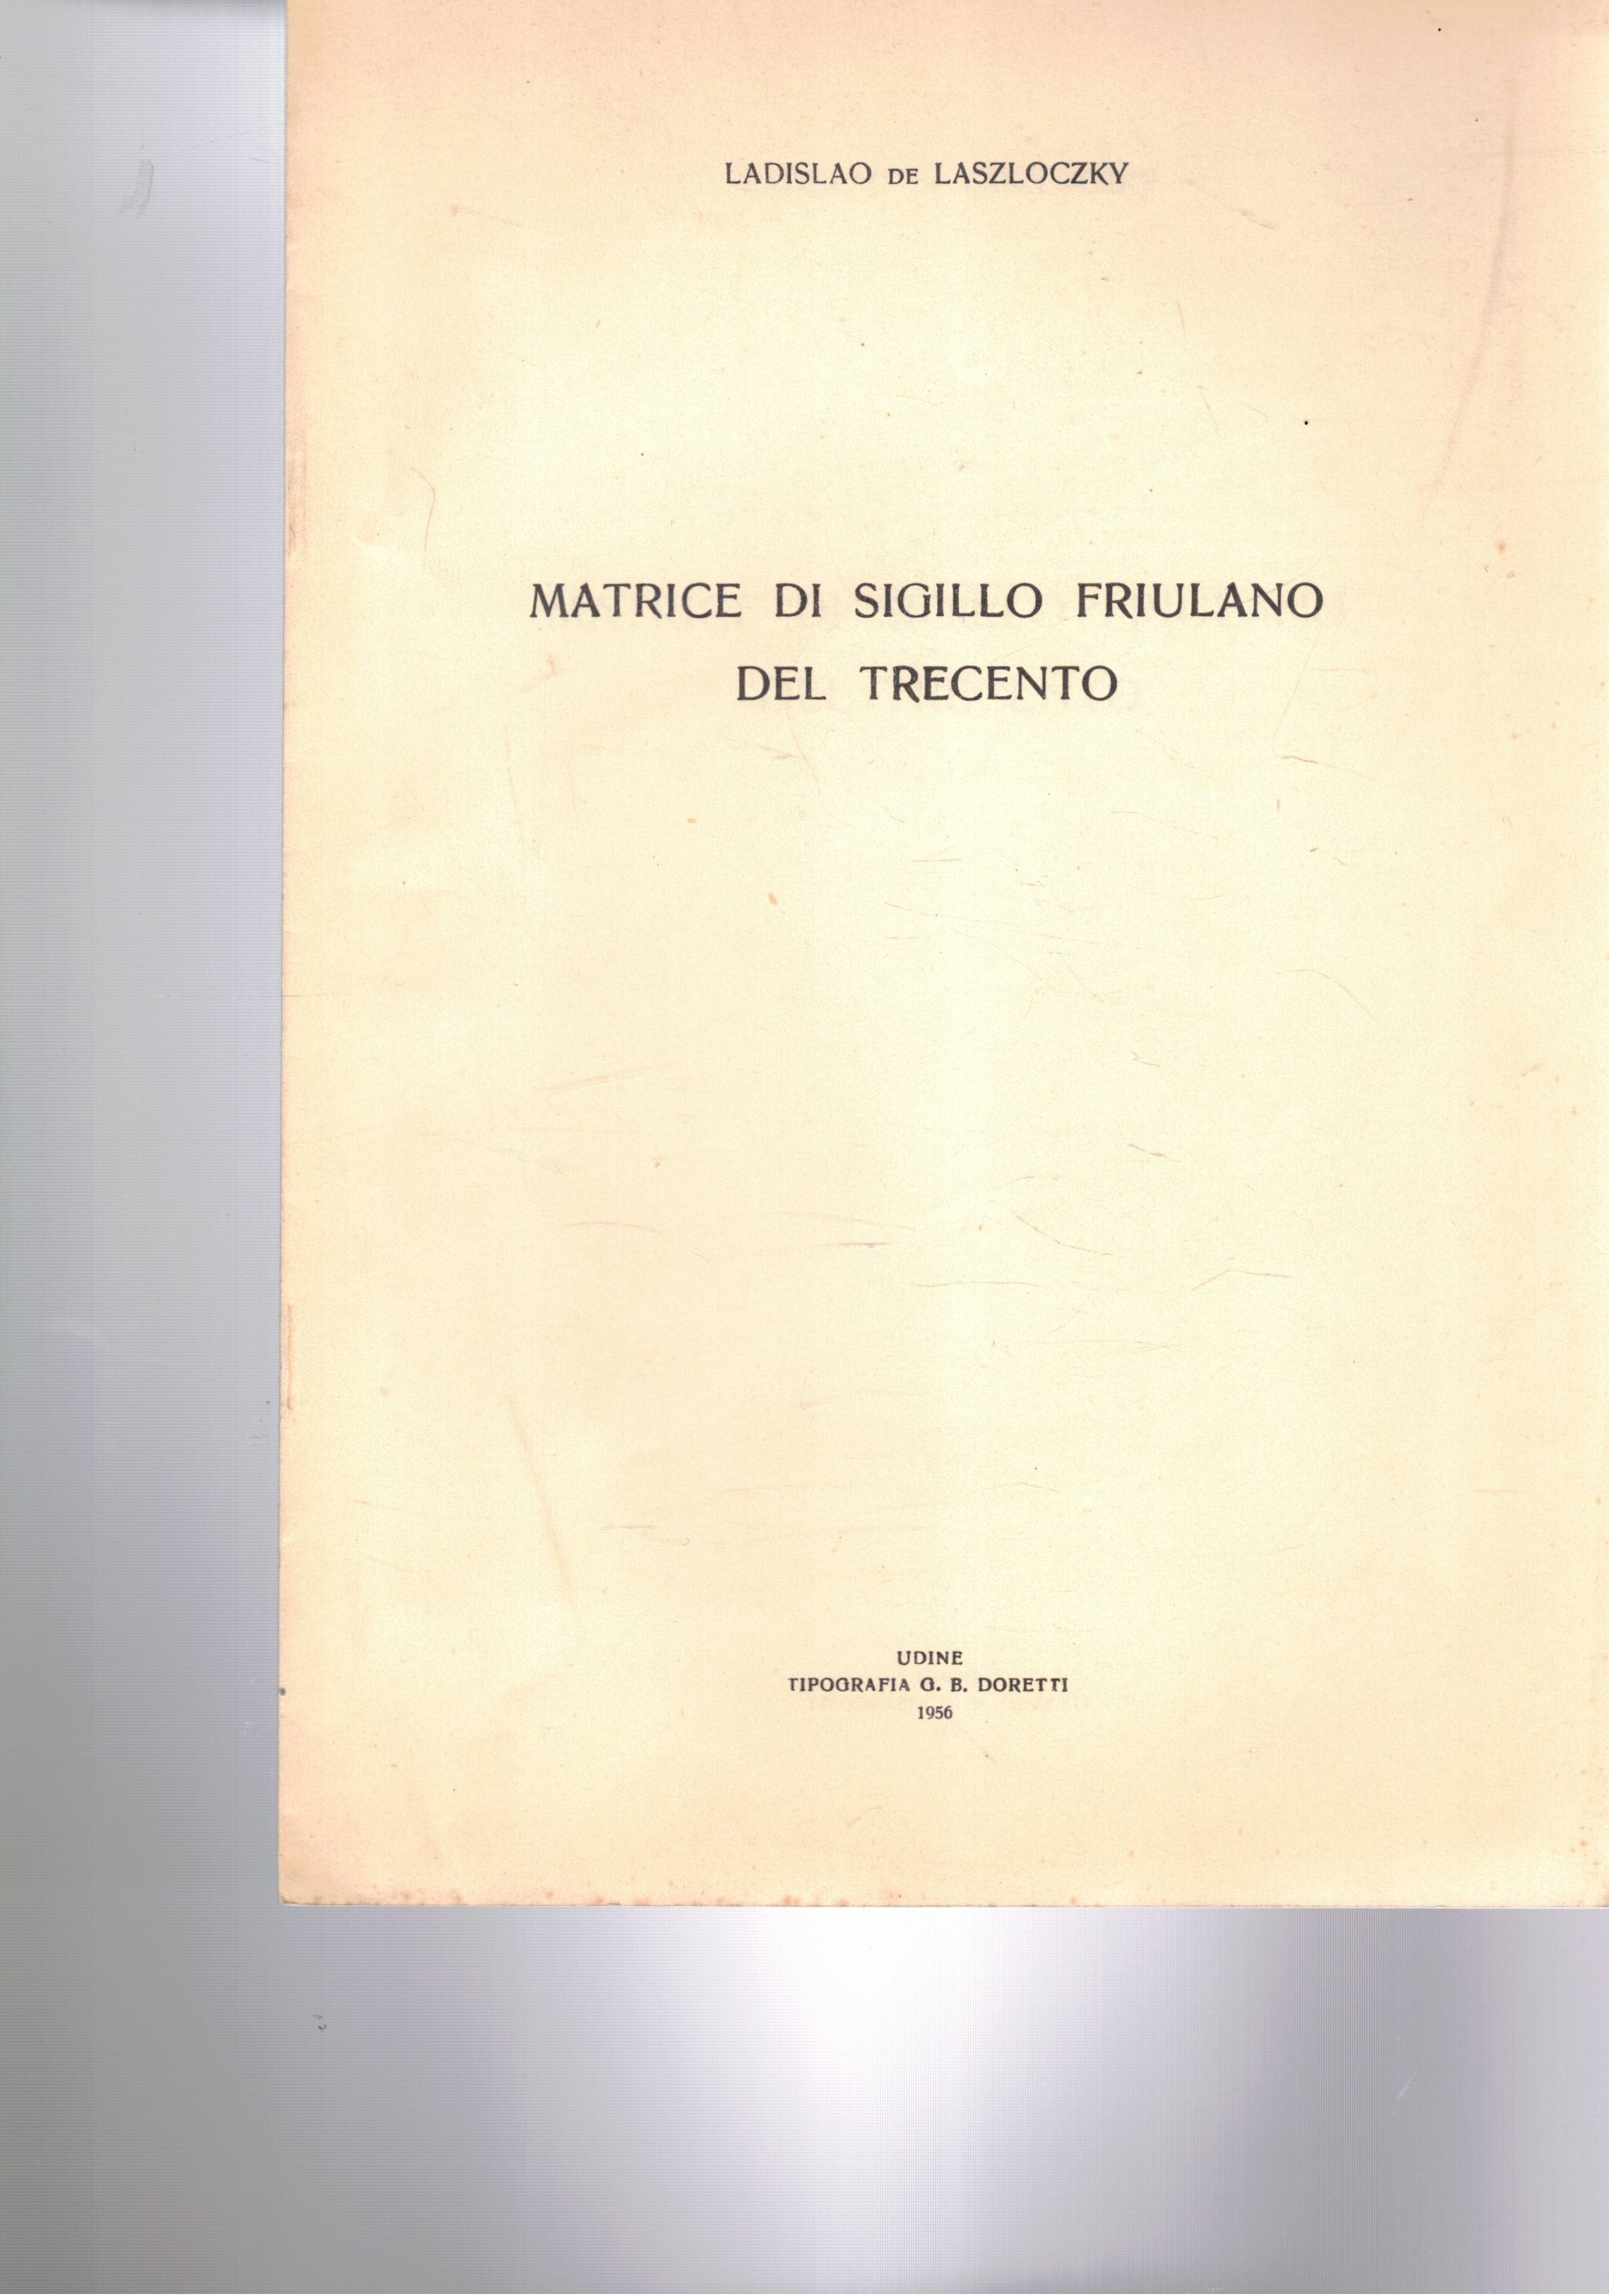 LADISLAO DE LASZLOCZKY
MATRICE DI SIGILLO FRIULANO
DEL TRECENTO
UDINE
TIPOGRAFIA G. B. DORETTI
1956